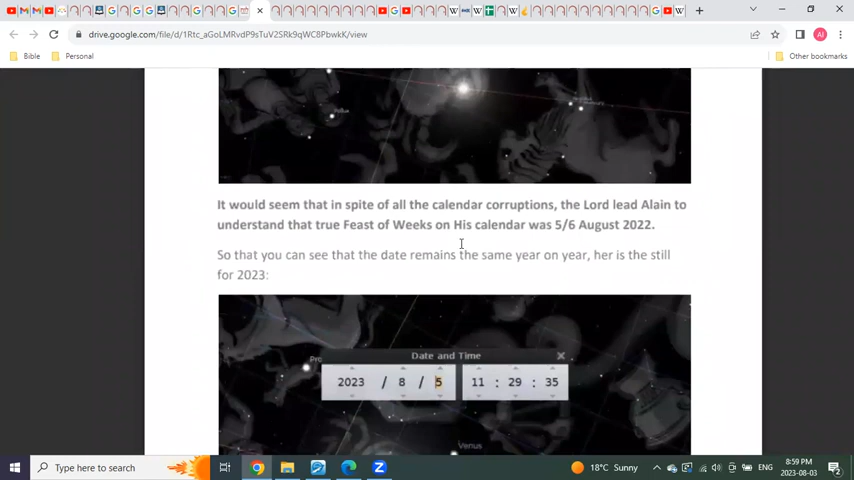 drive.google.com/file/d/1Rtc_aGoLMRvdP9sTuV2SRk9qWC8PbwkK/view
Bible
Personal
Other bookmarks
It would seem that in spite of all the calendar corruptions, the Lord lead Alain to
understand that true Feast of Weeks on His calendar was 5/6 August 2022.
So that you can see that the date remains the same year on year, her is the still
for 2023:
Date and Time
2023 / 8 / 5 11 : 29 : 35
Venus
Type here to search
18°C Sunny
ENG
8:59 PM
2023-08-03